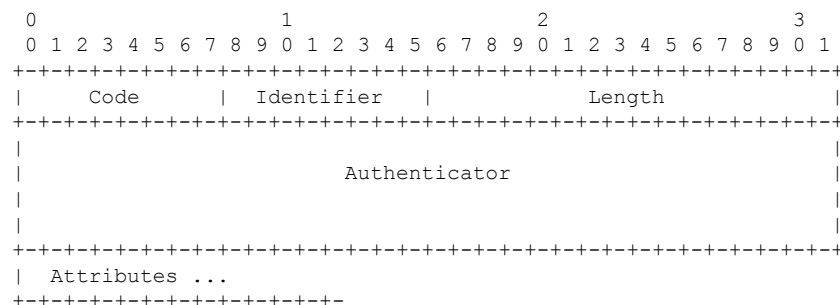 0                   1                   2                   3
 0 1 2 3 4 5 6 7 8 9 0 1 2 3 4 5 6 7 8 9 0 1 2 3 4 5 6 7 8 9 0 1
+-+-+-+-+-+-+-+-+-+-+-+-+-+-+-+-+-+-+-+-+-+-+-+-+-+-+-+-+-+-+-+-+
|     Code      |  Identifier   |            Length             |
+-+-+-+-+-+-+-+-+-+-+-+-+-+-+-+-+-+-+-+-+-+-+-+-+-+-+-+-+-+-+-+-+
|                                                               |
|                         Authenticator                         |
|                                                               |
|                                                               |
+-+-+-+-+-+-+-+-+-+-+-+-+-+-+-+-+-+-+-+-+-+-+-+-+-+-+-+-+-+-+-+-+
|  Attributes ...
+-+-+-+-+-+-+-+-+-+-+-+-+-